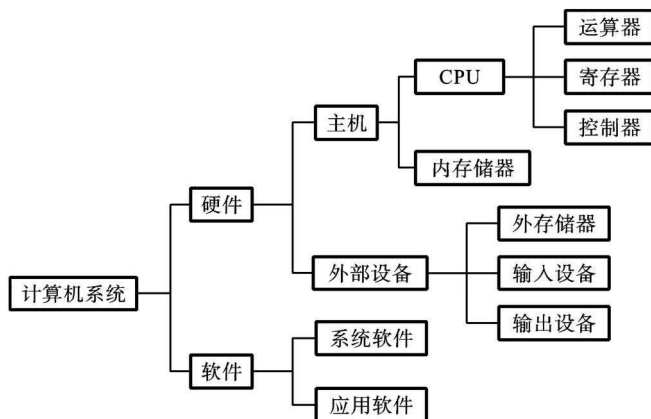 运算器
CPU
寄存器
主机
控制器
内存储器
硬件
外存储器
外部设备
输入设备
计算机系统
输出设备
系统软件
软件
应用软件